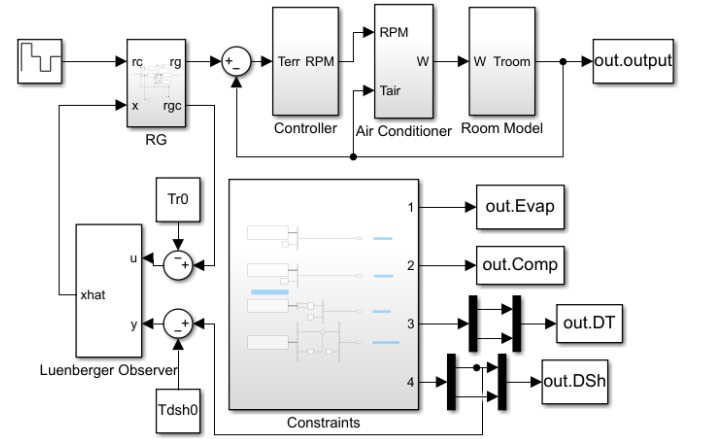 rc rg
x rgc
RG
+
−
Terr RPM
Controller
RPM
W
Tair
Air Conditioner
W Troom
Room Model
out.output
Tr0
−
+
u
xhat
y
Luenberger Observer
−
+
Tdsh0
1
2
3
4
Constraints
out.Evap
out.Comp
out.DT
out.DSh